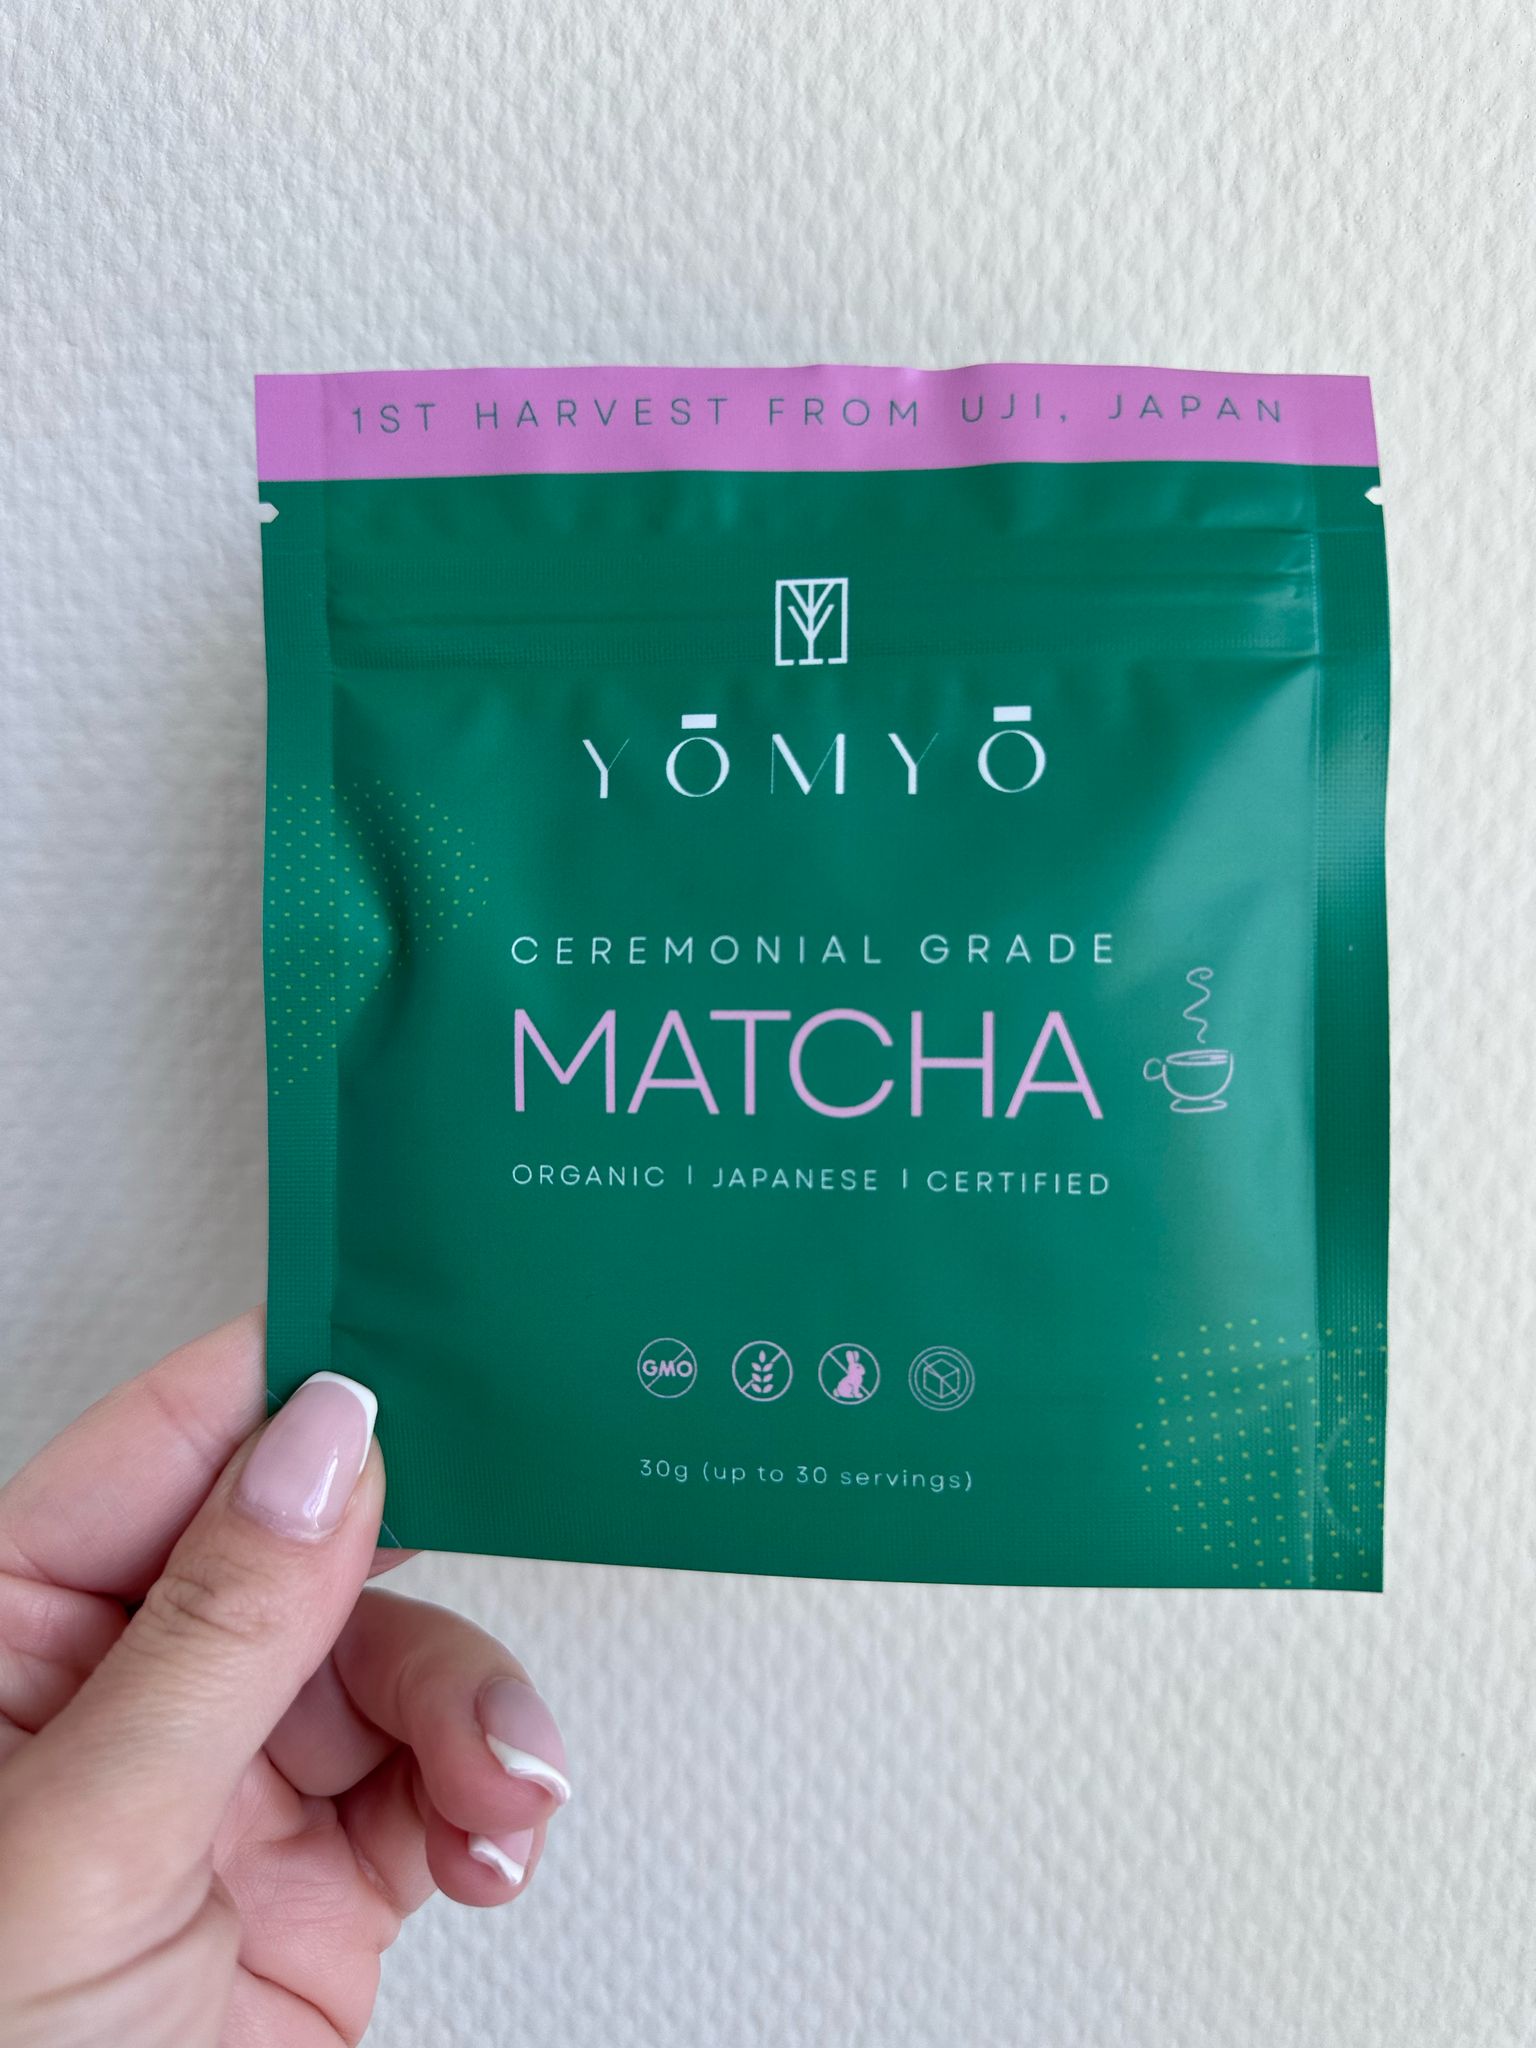 1ST HARVEST FROM UJI, JAPAN
YŌMYŌ
CEREMONIAL GRADE
MATCHA
ORGANIC | JAPANESE | CERTIFIED
GMO
30g (up to 30 servings)